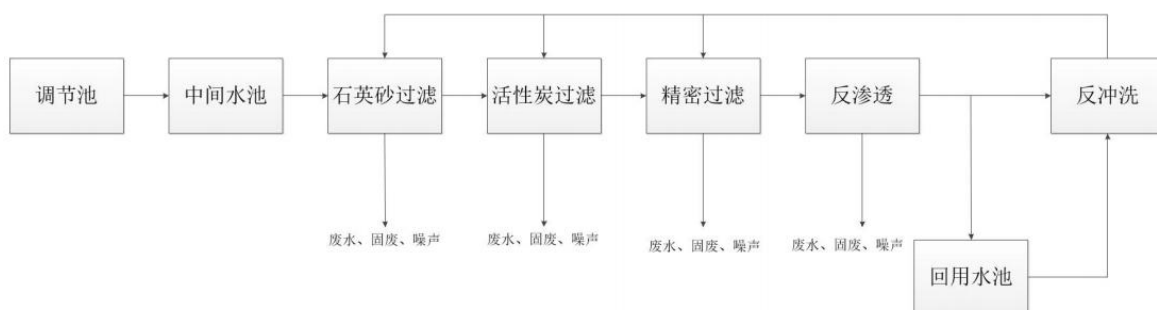 调节池
中间水池
石英砂过滤
活性炭过滤
精密过滤
反渗透
反冲洗
废水、固废、噪声
废水、固废、噪声
废水、固废、噪声
废水、固废、噪声
回用水池